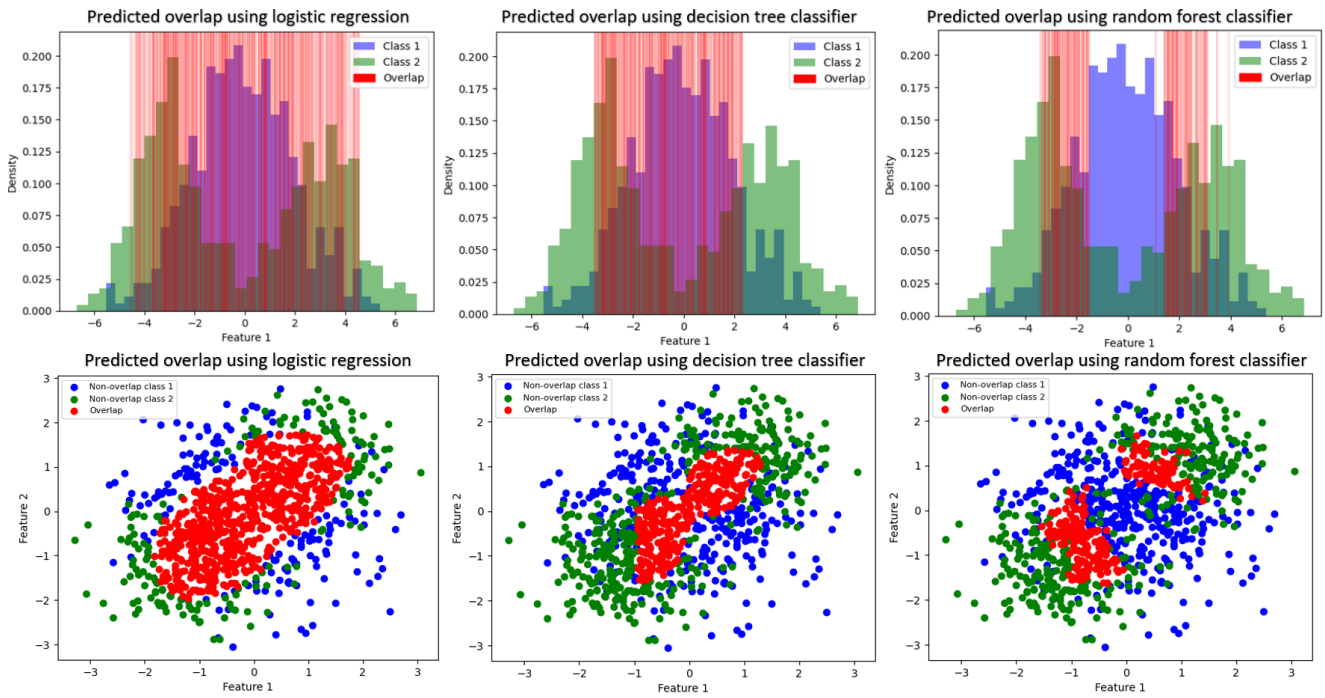 Predicted overlap using logistic regression
0.200
0.175
0.150
0.125
0.100
0.075
0.050
0.025
0.000
Density
Class 1
Class 2
Overlap
−6 −4 −2 0 2 4 6
Feature 1
Predicted overlap using decision tree classifier
0.200
0.175
0.150
0.125
0.100
0.075
0.050
0.025
0.000
Density
Class 1
Class 2
Overlap
−6 −4 −2 0 2 4 6
Feature 1
Predicted overlap using random forest classifier
0.200
0.175
0.150
0.125
0.100
0.075
0.050
0.025
0.000
Density
Class 1
Class 2
Overlap
−6 −4 −2 0 2 4 6
Feature 1
Predicted overlap using logistic regression
3
2
1
0
−1
−2
−3
Feature 2
Non-overlap class 1
Non-overlap class 2
Overlap
−3 −2 −1 0 1 2 3
Feature 1
Predicted overlap using decision tree classifier
3
2
1
0
−1
−2
−3
Feature 2
Non-overlap class 1
Non-overlap class 2
Overlap
−3 −2 −1 0 1 2 3
Feature 1
Predicted overlap using random forest classifier
3
2
1
0
−1
−2
−3
Feature 2
Non-overlap class 1
Non-overlap class 2
Overlap
−3 −2 −1 0 1 2 3
Feature 1